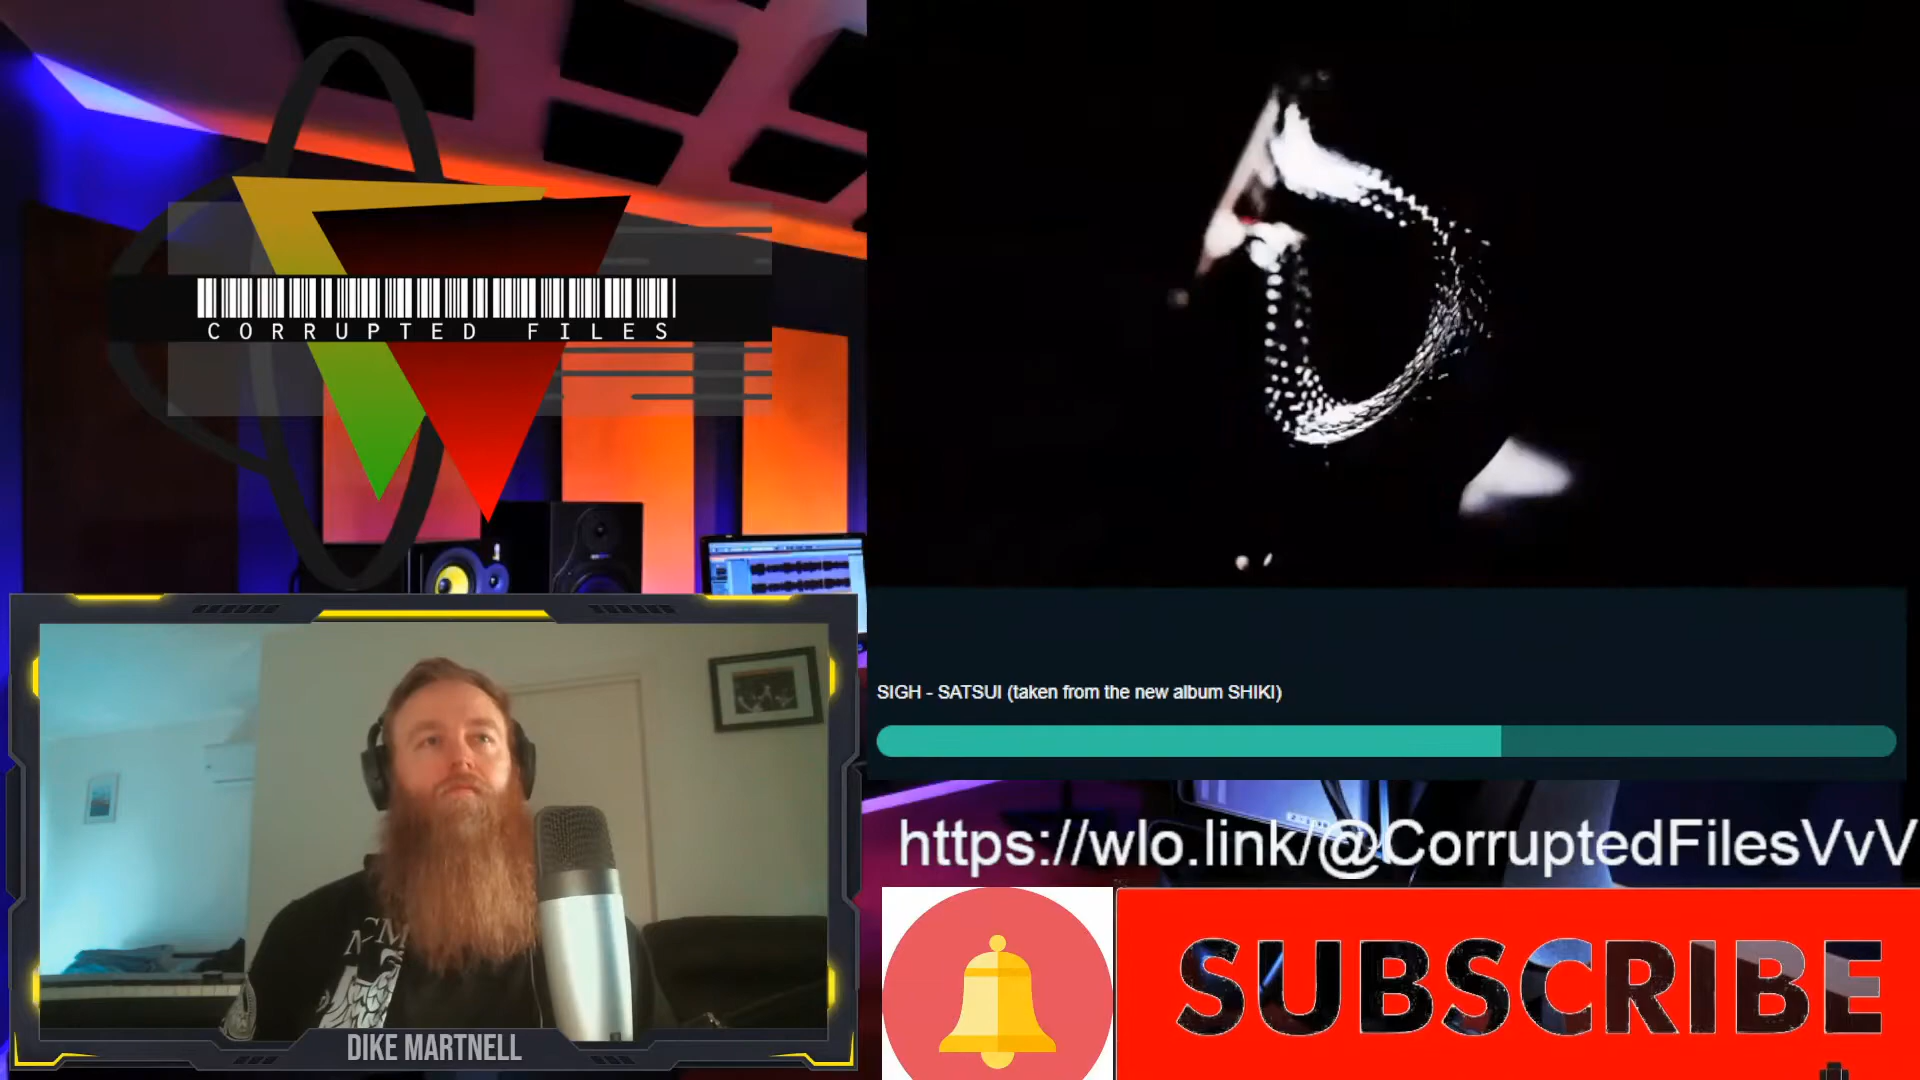 CORRUPTED FILES
SIGH - SATSUI (taken from the new album SHIKI)
https://wlo.link/@CorruptedFilesVvV
SUBSCRIBE
DIKE MARTNELL